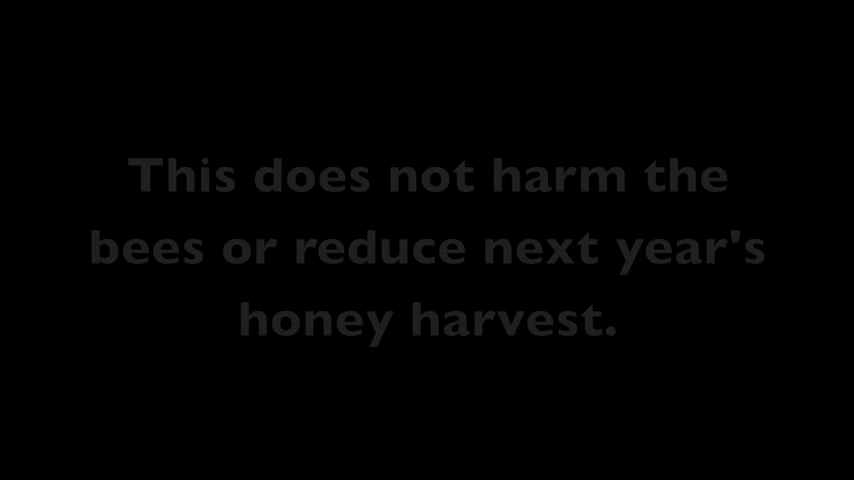 This does not harm the
bees or reduce next year's
honey harvest.